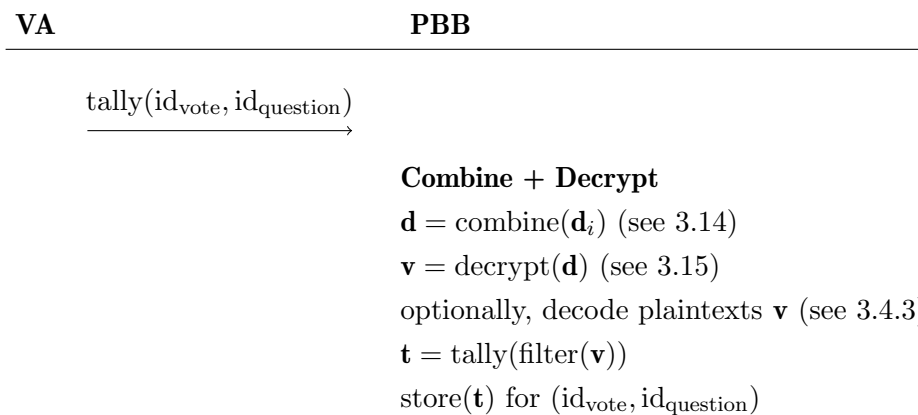 VA PBB
tally(id_vote, id_question)
Combine + Decrypt
d = combine(d_i) (see 3.14)
v = decrypt(d) (see 3.15)
optionally, decode plaintexts v (see 3.4.3)
t = tally(filter(v))
store(t) for (id_vote, id_question)